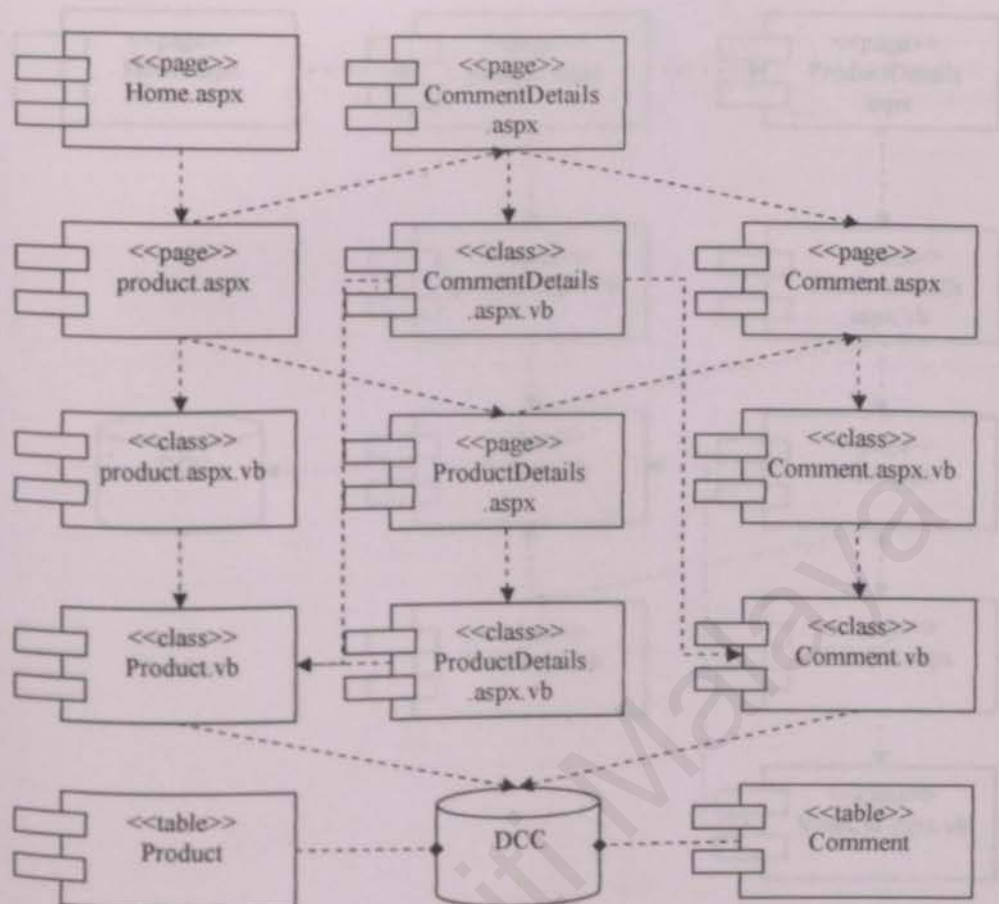 <<page>>
Home.aspx
<<page>>
CommentDetails
.aspx
<<page>>
product.aspx
<<class>>
CommentDetails
.aspx.vb
<<page>>
Comment.aspx
<<class>>
product.aspx.vb
<<page>>
ProductDetails
.aspx
<<class>>
Comment.aspx.vb
<<class>>
Product.vb
<<class>>
ProductDetails
.aspx.vb
<<class>>
Comment.vb
<<table>>
Product
DCC
<<table>>
Comment